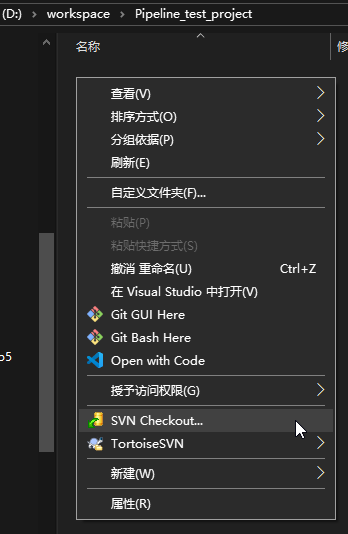 (D:) > workspace > Pipeline_test_project
名称
修
查看(V)
排序方式(O)
分组依据(P)
刷新(E)
自定义文件夹(F)...
粘贴(P)
粘贴快捷方式(S)
撤消 重命名(U) Ctrl+Z
在 Visual Studio 中打开(V)
Git GUI Here
Git Bash Here
p5
Open with Code
授予访问权限(G)
SVN Checkout...
TortoiseSVN
新建(W)
属性(R)